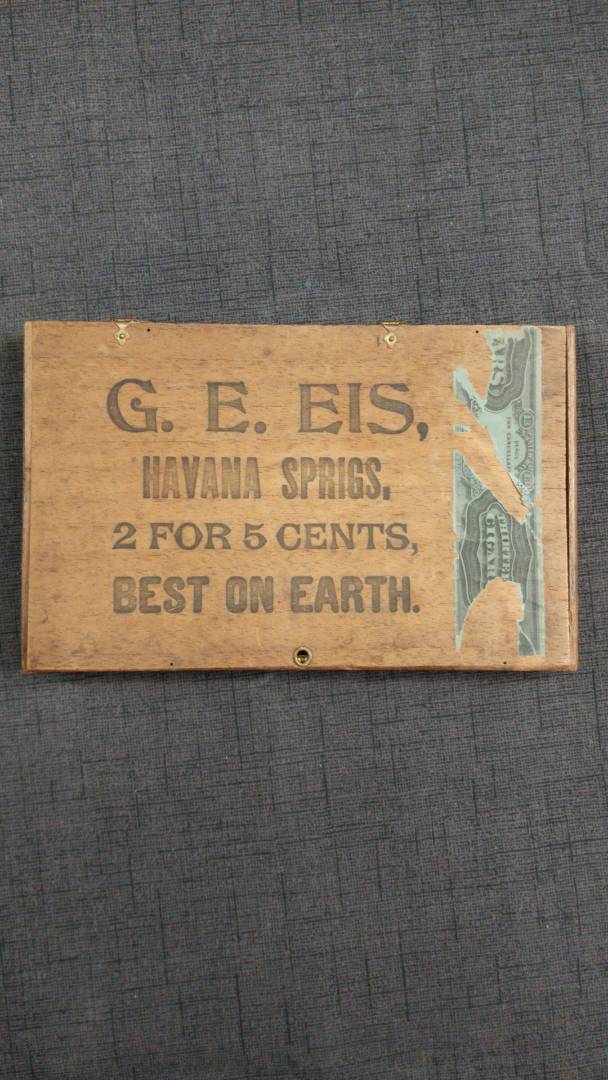 G. E. EIS,
HAVANA SPRIGS,
2 FOR 5 CENTS,
BEST ON EARTH.